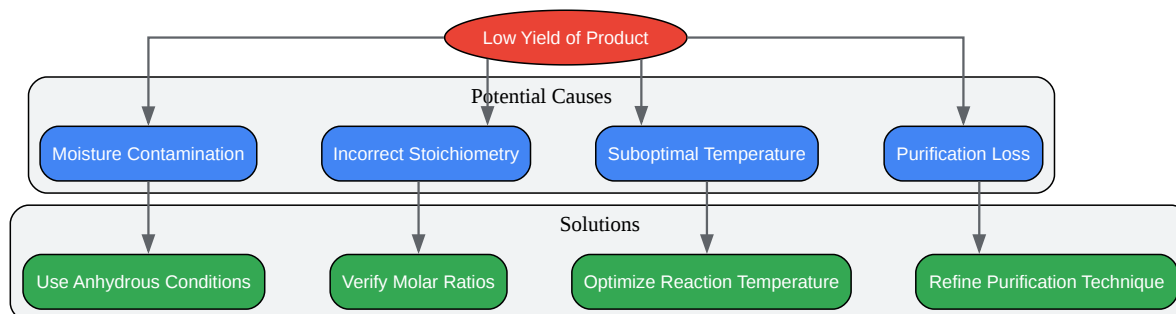 Low Yield of Product
Potential Causes
Moisture Contamination
Incorrect Stoichiometry
Suboptimal Temperature
Purification Loss
Solutions
Use Anhydrous Conditions
Verify Molar Ratios
Optimize Reaction Temperature
Refine Purification Technique